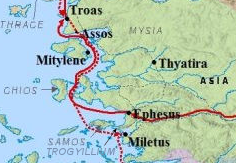 Troas
THRACE
MYSIA
Assos
Mitylene
Thyatira
ASIA
CHIOS
Ephesus
SAMOS
Miletus
TROGYLLIUM